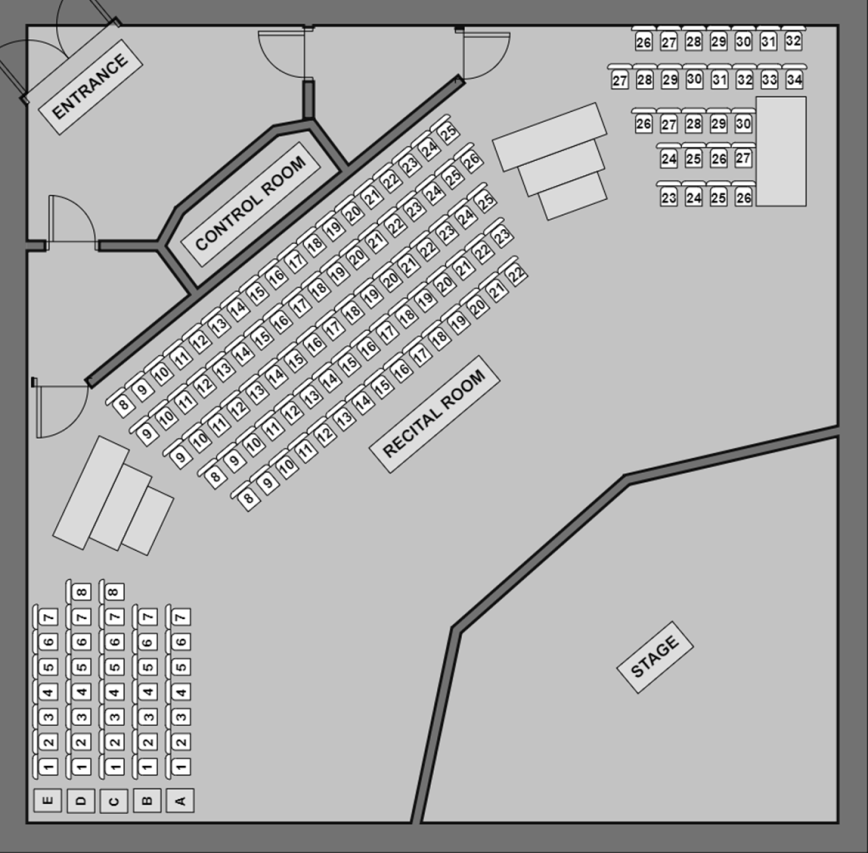 ENTRANCE
CONTROL ROOM
26 27 28 29 30 31 32
27 28 29 30 31 32 33 34
26 27 28 29 30
24 25 26 27
23 24 25 26
8 9 10 11 12 13 14 15 16 17 18 19 20 21 22 23 24 25
9 10 11 12 13 14 15 16 17 18 19 20 21 22 23 24 25 26
9 10 11 12 13 14 15 16 17 18 19 20 21 22 23 24 25
8 9 10 11 12 13 14 15 16 17 18 19 20 21 22 23
8 9 10 11 12 13 14 15 16 17 18 19 20 21 22
RECITAL ROOM
E 1 2 3 4 5 6 7
D 1 2 3 4 5 6 7 8
C 1 2 3 4 5 6 7 8
B 1 2 3 4 5 6 7
A 1 2 3 4 5 6 7
STAGE